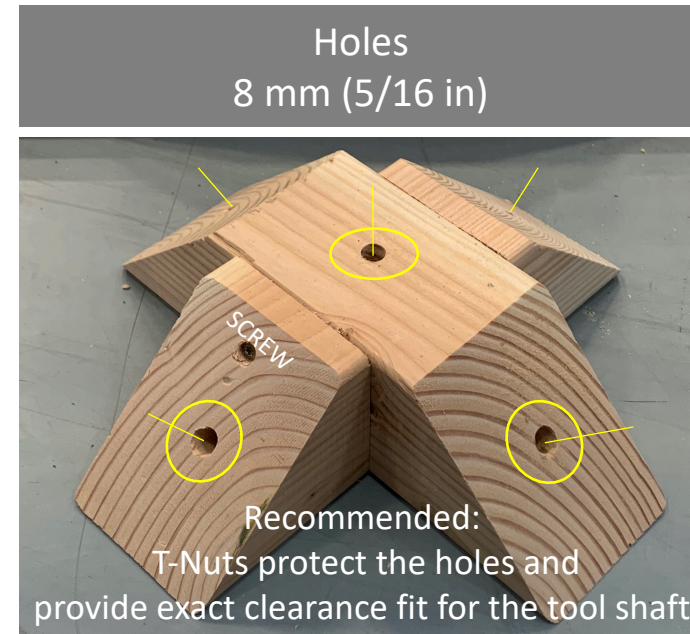 Holes
8 mm (5/16 in)
SCREW
Recommended:
T-Nuts protect the holes and
provide exact clearance fit for the tool shaft